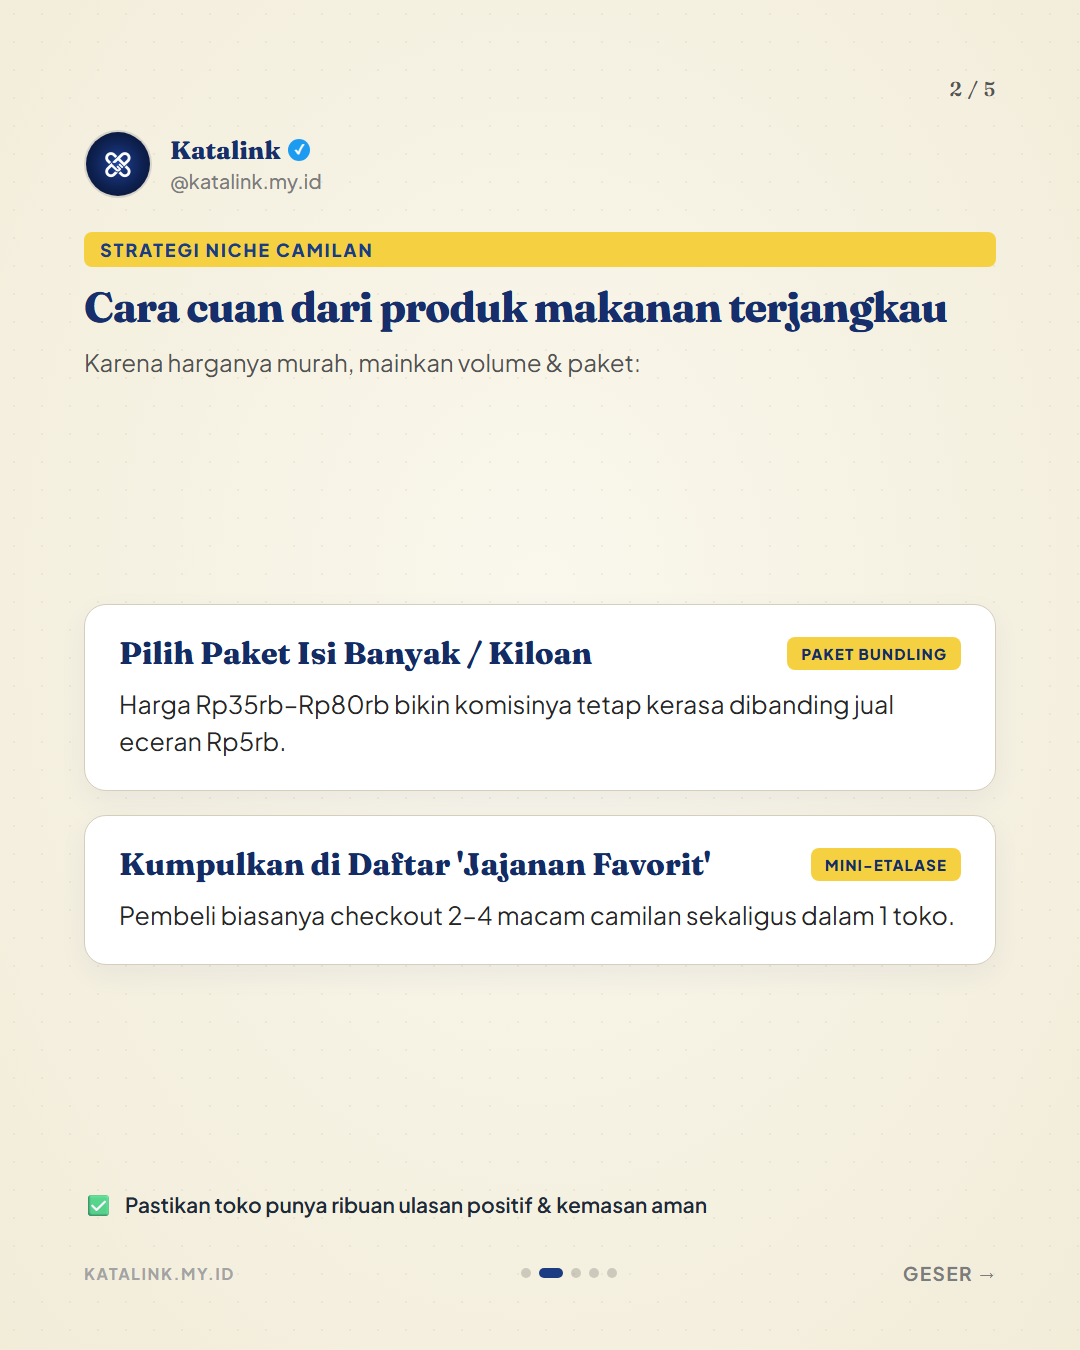 2 / 5
Katalink
@katalink.my.id
STRATEGI NICHE CAMILAN
Cara cuan dari produk makanan terjangkau
Karena harganya murah, mainkan volume & paket:
Pilih Paket Isi Banyak / Kiloan
PAKET BUNDLING
Harga Rp35rb–Rp80rb bikin komisinya tetap kerasa dibanding jual
eceran Rp5rb.
Kumpulkan di Daftar 'Jajanan Favorit'
MINI-ETALASE
Pembeli biasanya checkout 2–4 macam camilan sekaligus dalam 1 toko.
✅ Pastikan toko punya ribuan ulasan positif & kemasan aman
KATALINK.MY.ID
GESER →